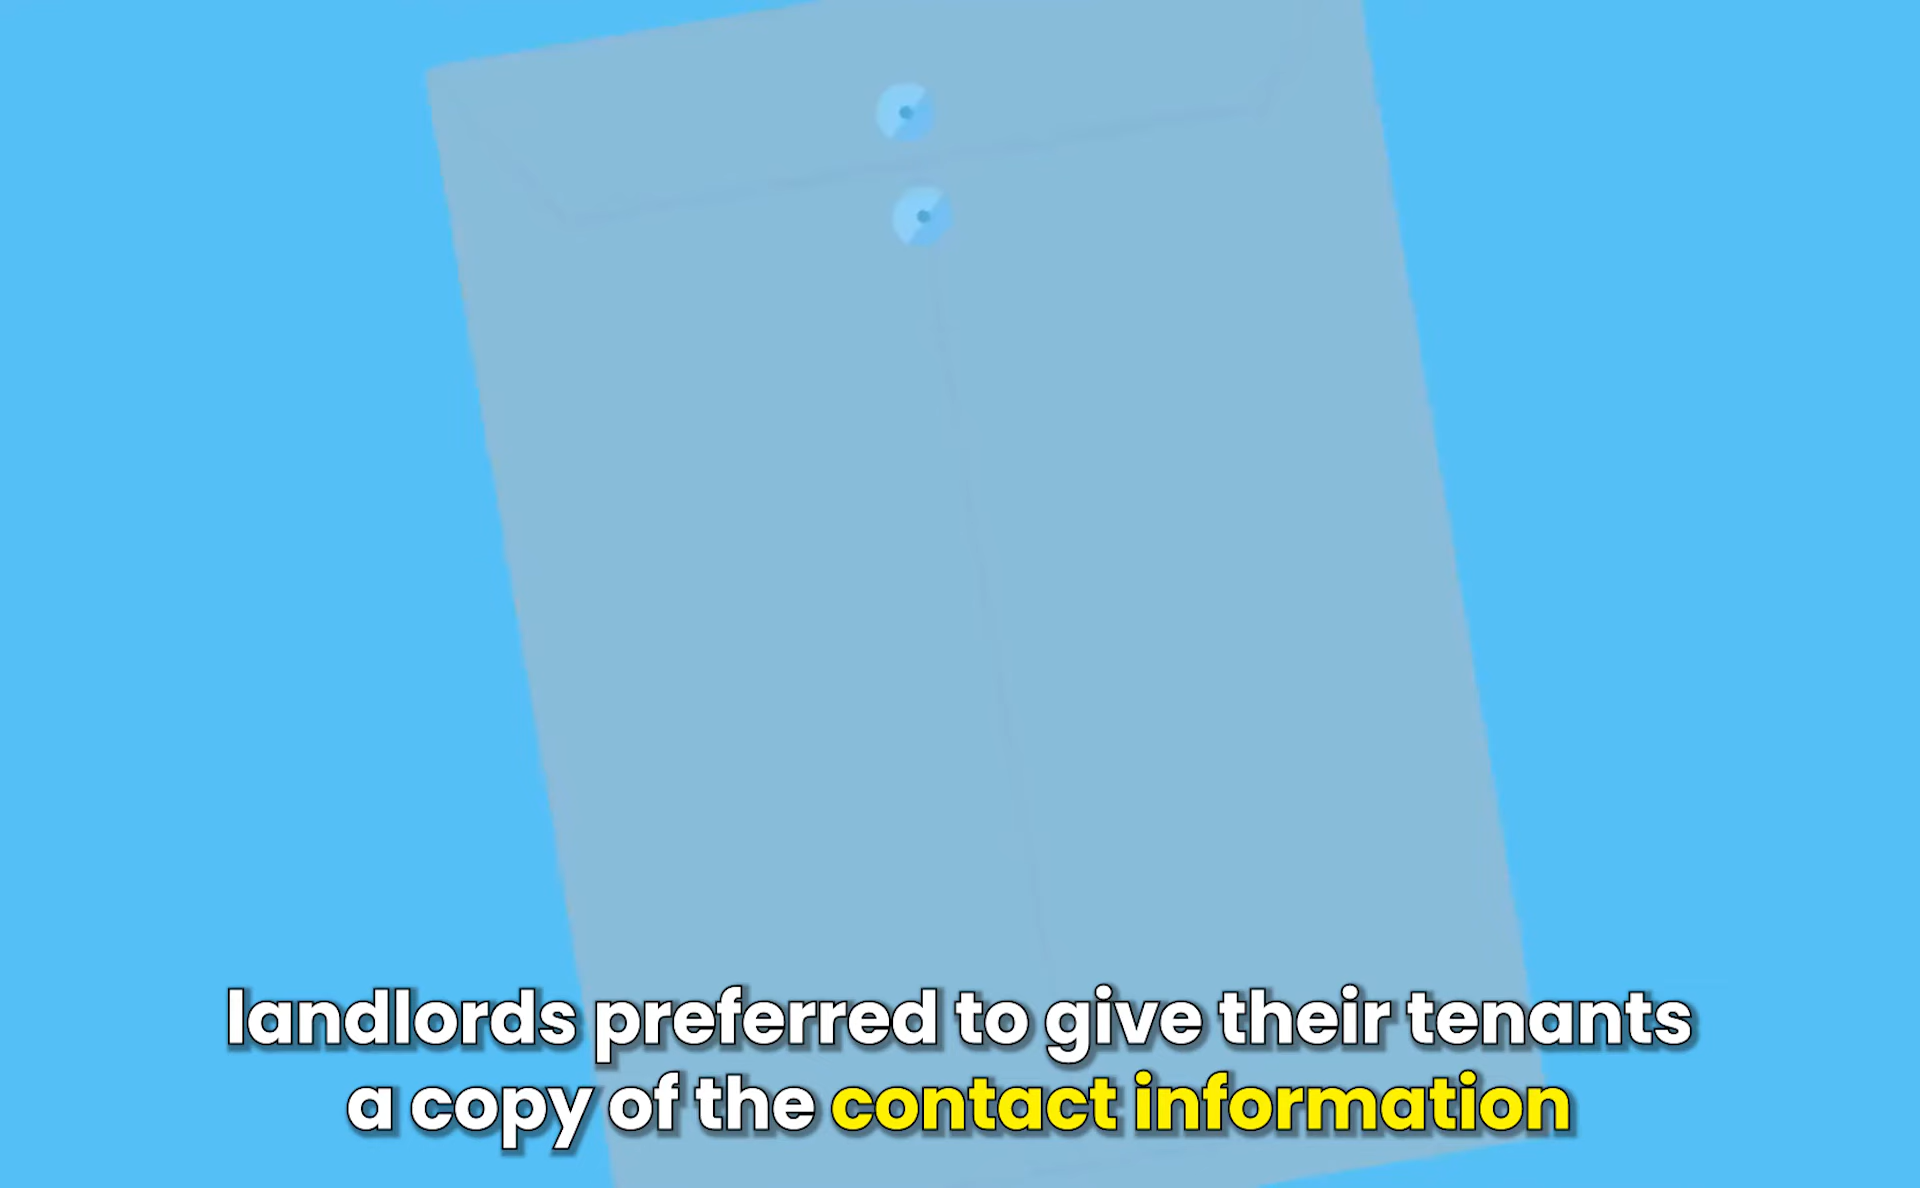 landlords preferred to give their tenants
a copy of the contact information